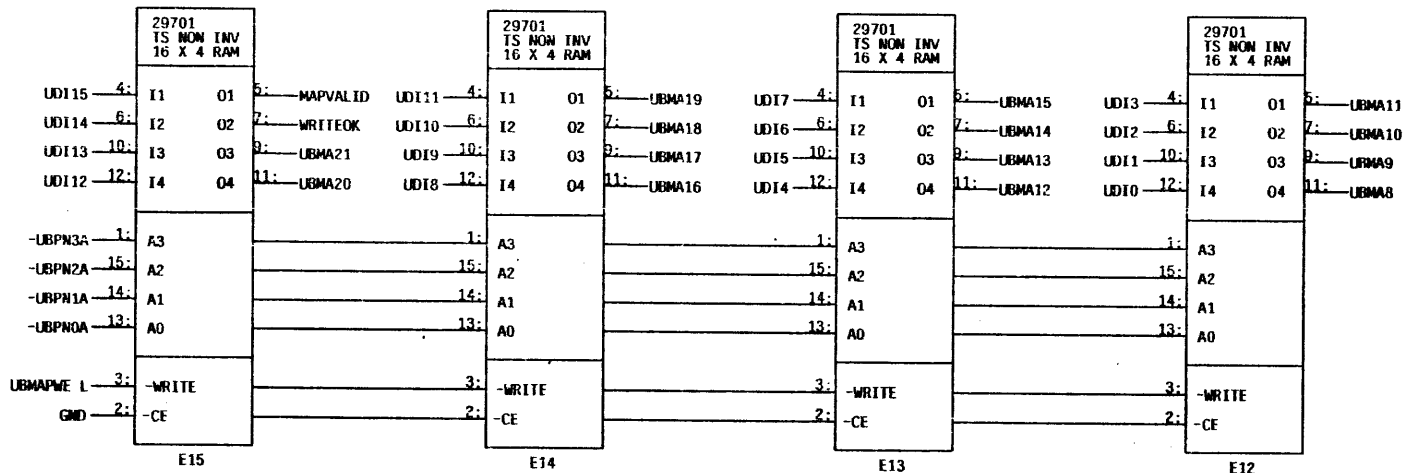 29701 29701 29701 29701
TS NON INV TS NON INV TS NON INV TS NON INV
16 X 4 RAM 16 X 4 RAM 16 X 4 RAM 16 X 4 RAM
UDI15 4: I1 O1 5: MAPVALID UDI11 4: I1 O1 5: UBMA19 UDI7 4: I1 O1 5: UBMA15 UDI3 4: I1 O1 5: UBMA11
UDI14 6: I2 O2 7: WRITEOK UDI10 6: I2 O2 7: UBMA18 UDI6 6: I2 O2 7: UBMA14 UDI2 6: I2 O2 7: UBMA10
UDI13 10: I3 O3 9: UBMA21 UDI9 10: I3 O3 9: UBMA17 UDI5 10: I3 O3 9: UBMA13 UDI1 10: I3 O3 9: UBMA9
UDI12 12: I4 O4 11: UBMA20 UDI8 12: I4 O4 11: UBMA16 UDI4 12: I4 O4 11: UBMA12 UDI0 12: I4 O4 11: UBMA8
-UBPN3A 1: A3 1: A3 1: A3 1: A3
-UBPN2A 15: A2 15: A2 15: A2 15: A2
-UBPN1A 14: A1 14: A1 14: A1 14: A1
-UBPN0A 13: A0 13: A0 13: A0 13: A0
UBMAPWE L 3: -WRITE 3: -WRITE 3: -WRITE 3: -WRITE
GND 2: -CE 2: -CE 2: -CE 2: -CE
E15 E14 E13 E12